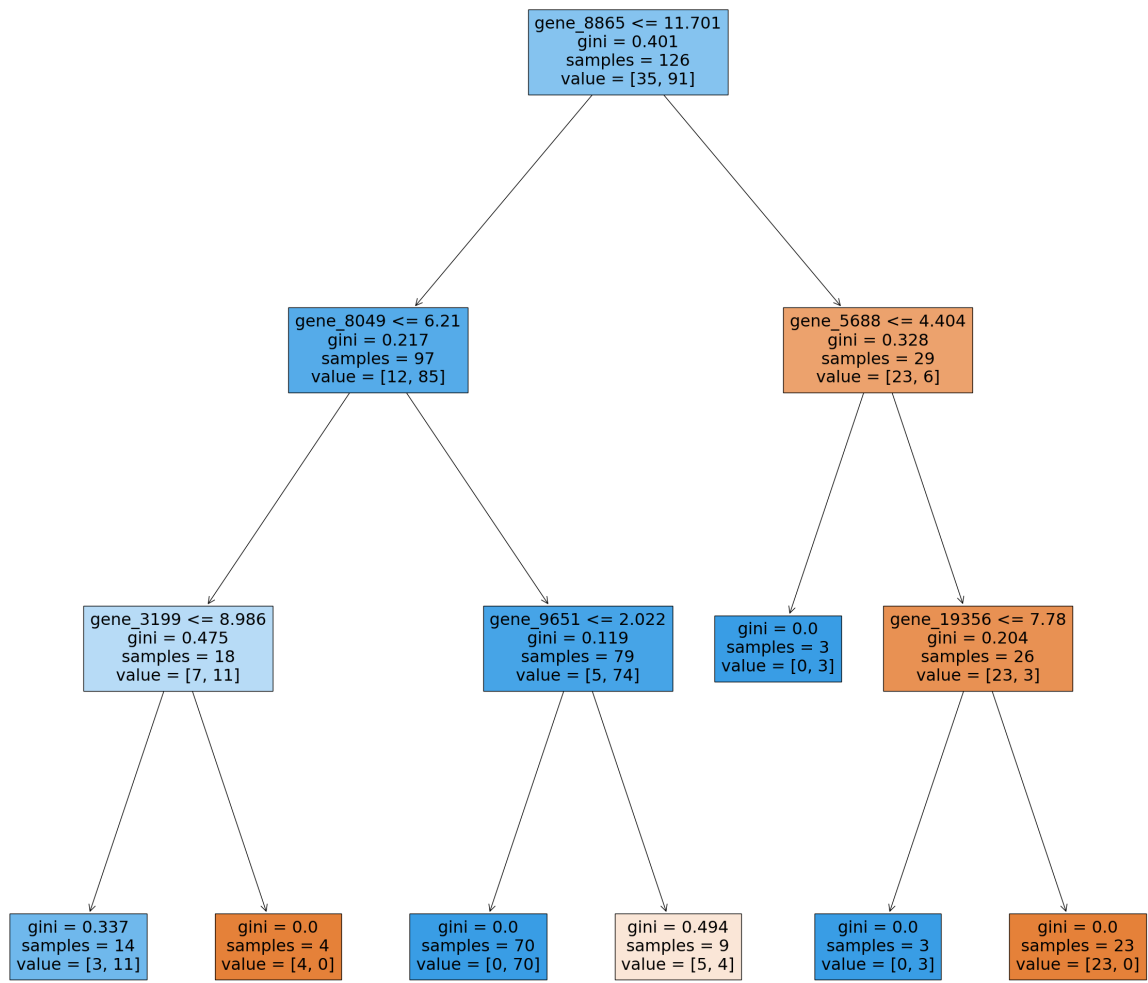 gene_8865 <= 11.701
gini = 0.401
samples = 126
value = [35, 91]
gene_8049 <= 6.21
gini = 0.217
samples = 97
value = [12, 85]
gene_5688 <= 4.404
gini = 0.328
samples = 29
value = [23, 6]
gene_3199 <= 8.986
gini = 0.475
samples = 18
value = [7, 11]
gene_9651 <= 2.022
gini = 0.119
samples = 79
value = [5, 74]
gini = 0.0
samples = 3
value = [0, 3]
gene_19356 <= 7.78
gini = 0.204
samples = 26
value = [23, 3]
gini = 0.337
samples = 14
value = [3, 11]
gini = 0.0
samples = 4
value = [4, 0]
gini = 0.0
samples = 70
value = [0, 70]
gini = 0.494
samples = 9
value = [5, 4]
gini = 0.0
samples = 3
value = [0, 3]
gini = 0.0
samples = 23
value = [23, 0]